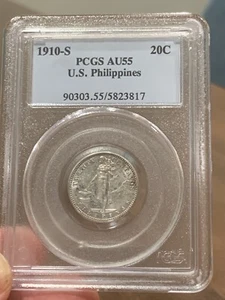 1910-S 20C
PCGS AU55
U.S. Philippines
90303.55/5823817